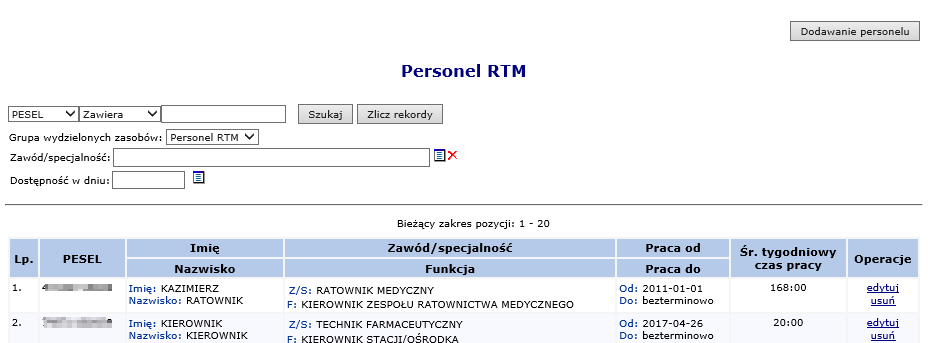 Dodawanie personelu
Personel RTM
PESEL Zawiera Szukaj Zlicz rekordy
Grupa wydzielonych zasobów: Personel RTM
Zawód/specjalność:
Dostępność w dniu:
Bieżący zakres pozycji: 1 - 20
Lp. PESEL Imię Zawód/specjalność Praca od Śr. tygodniowy czas pracy Operacje
Nazwisko Funkcja Praca do
1. Imię: KAZIMIERZ Z/S: RATOWNIK MEDYCZNY Od: 2011-01-01 168:00 edytuj
Nazwisko: RATOWNIK F: KIEROWNIK ZESPOŁU RATOWNICTWA MEDYCZNEGO Do: bezterminowo usuń
2. Imię: KIEROWNIK Z/S: TECHNIK FARMACEUTYCZNY Od: 2017-04-26 20:00 edytuj
Nazwisko: KIEROWNIK F: KIEROWNIK STACJI/OŚRODKA Do: bezterminowo usuń